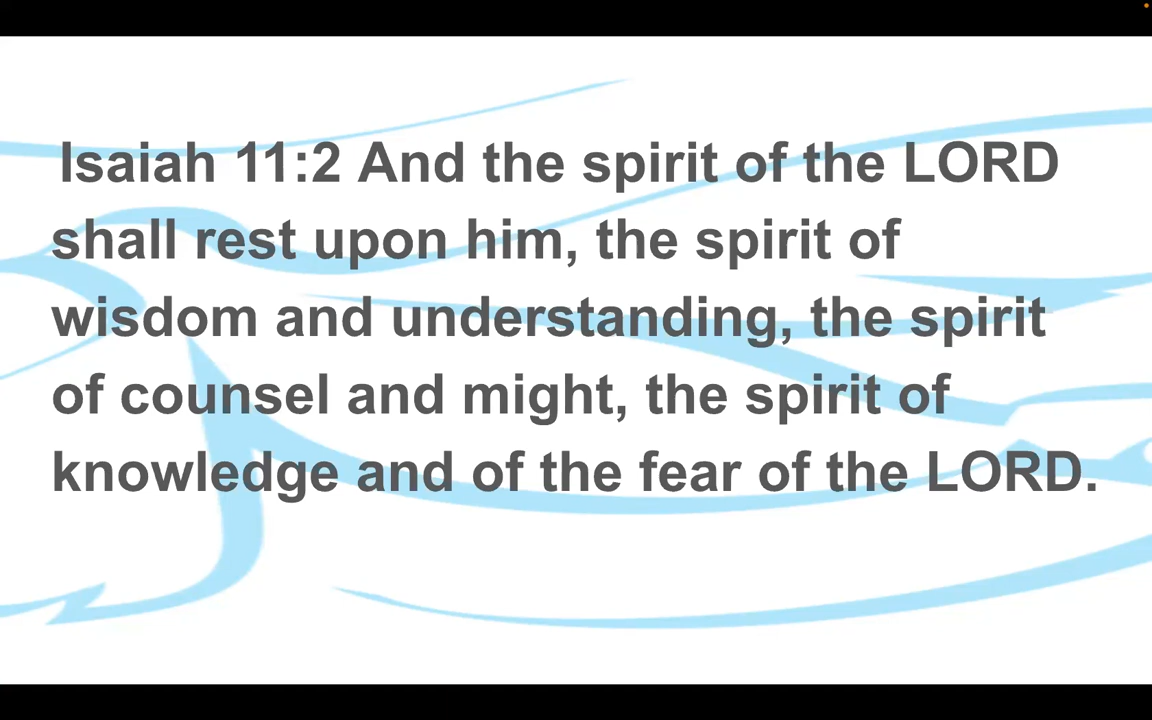 Isaiah 11:2 And the spirit of the LORD
shall rest upon him, the spirit of
wisdom and understanding, the spirit
of counsel and might, the spirit of
knowledge and of the fear of the LORD.